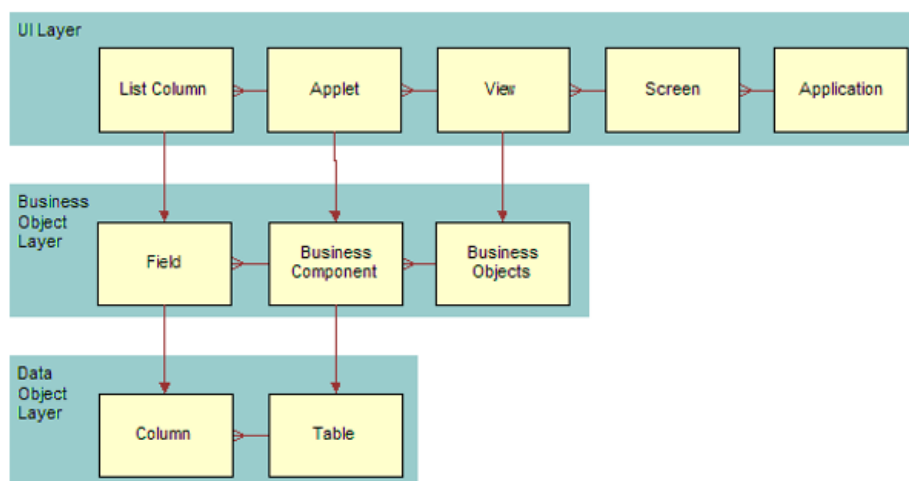 UI Layer
List Column
Applet
View
Screen
Application
Business
Object
Layer
Field
Business
Component
Business
Objects
Data
Object
Layer
Column
Table